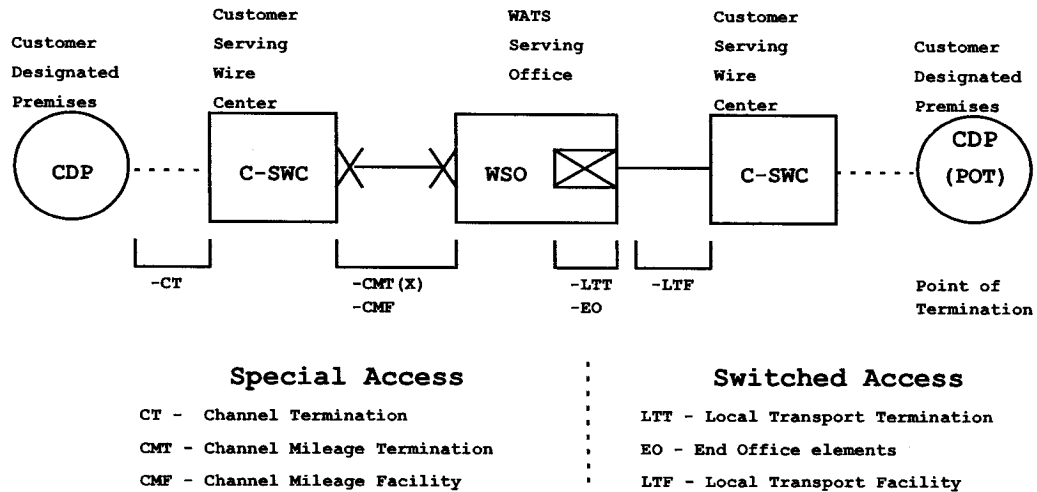 Customer
Designated
Premises
Customer
Serving
Wire
Center
WATS
Serving
Office
Customer
Serving
Wire
Center
Customer
Designated
Premises
CDP
C-SWC
WSO
C-SWC
CDP
(POT)
-CT
-CMT(X)
-CMF
-LTT
-EO
-LTF
Point of
Termination
Special Access
CT - Channel Termination
CMT - Channel Mileage Termination
CMF - Channel Mileage Facility
Switched Access
LTT - Local Transport Termination
EO - End Office elements
LTF - Local Transport Facility